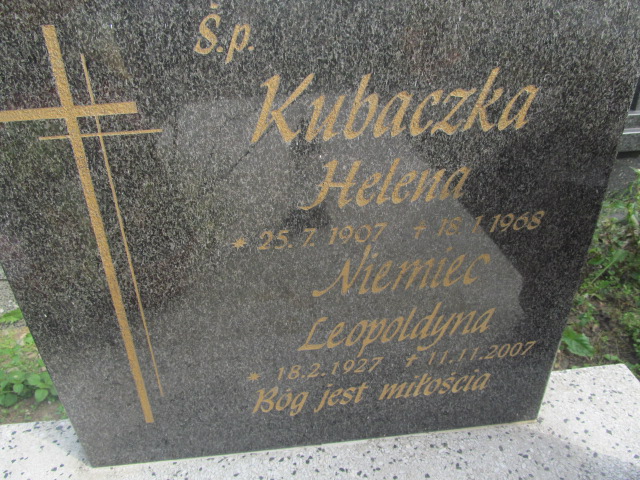 Ś.p.
Kubaczka
Helena
* 25.7.1907 † 18.1.1968
Niemiec
Leopoldyna
* 18.2.1927 † 11.11.2007
Bóg jest miłością